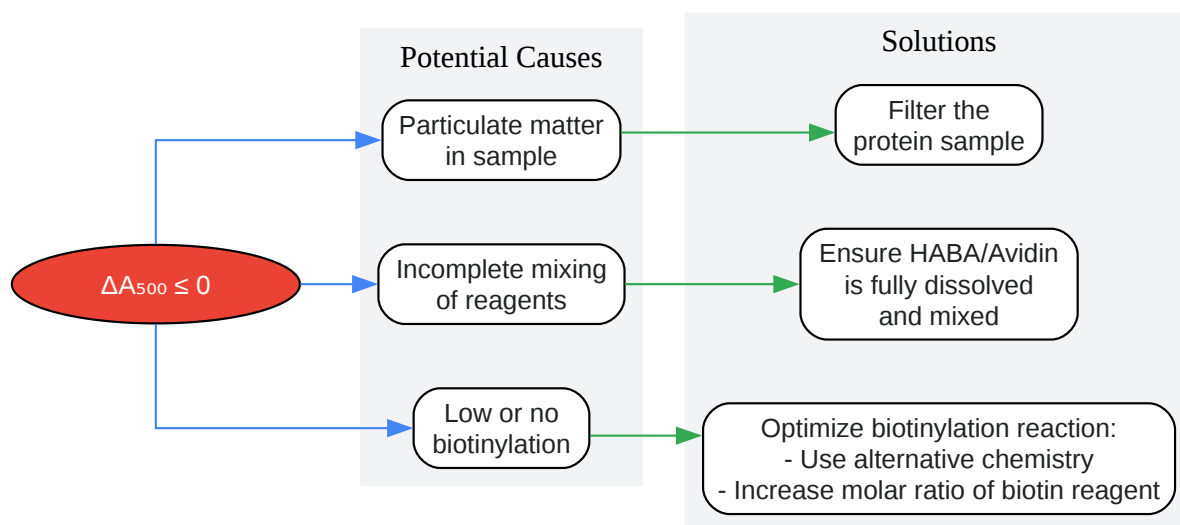 Potential Causes
Solutions
Particulate matter
in sample
Filter the
protein sample
ΔA₅₀₀ ≤ 0
Incomplete mixing
of reagents
Ensure HABA/Avidin
is fully dissolved
and mixed
Low or no
biotinylation
Optimize biotinylation reaction:
- Use alternative chemistry
- Increase molar ratio of biotin reagent